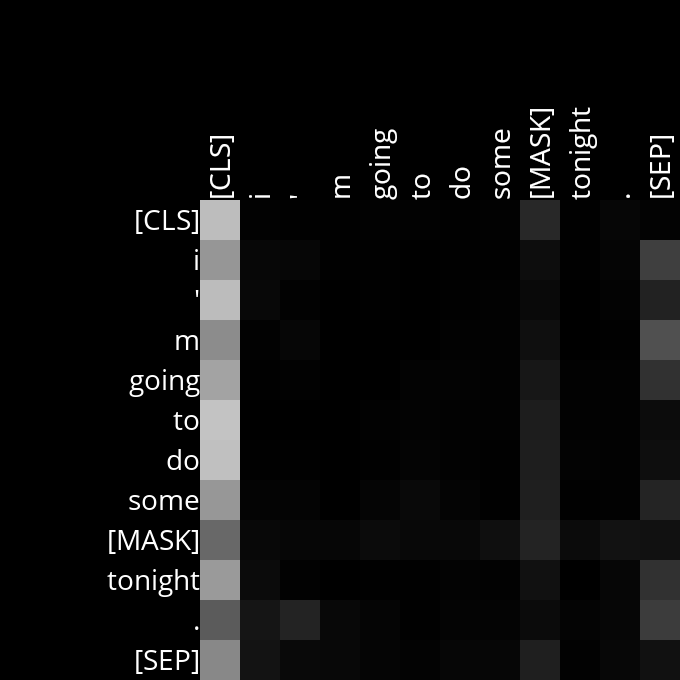 [CLS] i ' m going to do some [MASK] tonight . [SEP]
[CLS]
i
'
m
going
to
do
some
[MASK]
tonight
.
[SEP]